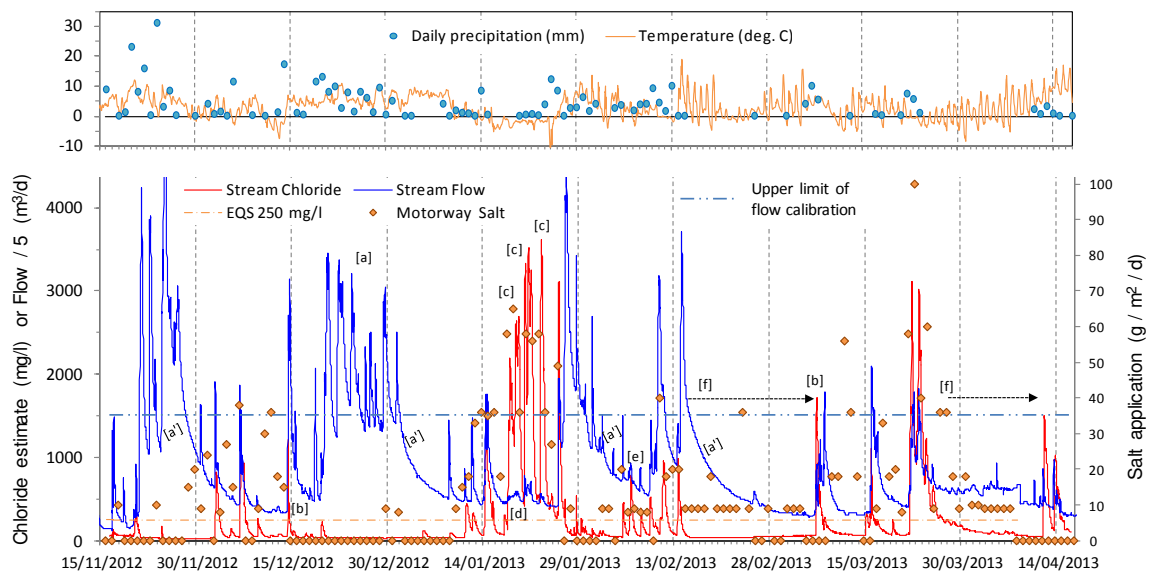 30
20
10
0
-10
Daily precipitation (mm)
Temperature (deg. C)
Chloride estimate (mg/l) or Flow / 5 (m³/d)
4000
3000
2000
1000
0
Stream Chloride
Stream Flow
EQS 250 mg/l
Motorway Salt
Upper limit of
flow calibration
[a]
[c]
[c]
[c]
[f]
[b]
[f]
[a']
[a']
[a']
[e]
[a']
[b]
[d]
100
90
80
70
60
50
40
30
20
10
0
Salt application (g / m² / d)
15/11/2012
30/11/2012
15/12/2012
30/12/2012
14/01/2013
29/01/2013
13/02/2013
28/02/2013
15/03/2013
30/03/2013
14/04/2013